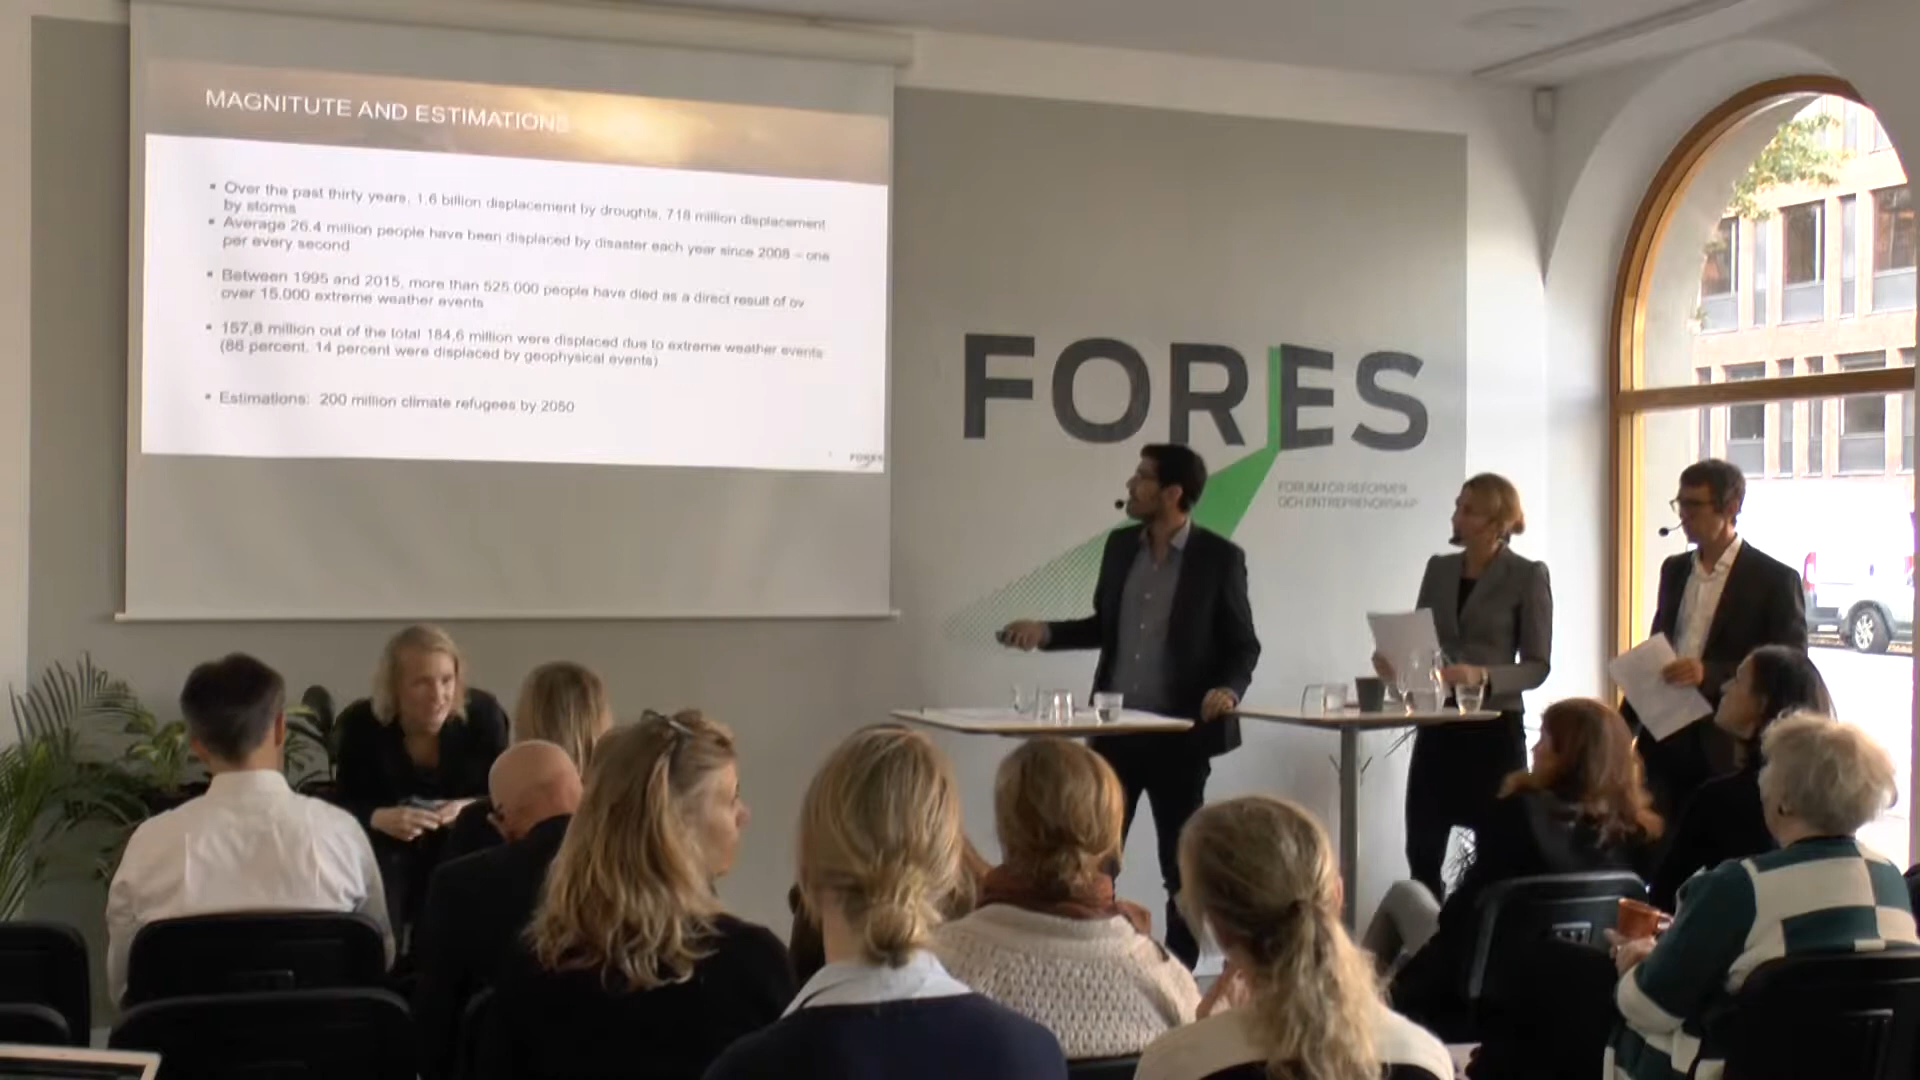 MAGNITUTE AND ESTIMATIONS
▪ Over the past thirty years, 1,6 billion displacement by droughts, 718 million displacement
by storms
▪ Average 26.4 million people have been displaced by disaster each year since 2008 – one
per every second
▪ Between 1995 and 2015, more than 525.000 people have died as a direct result of ov
over 15.000 extreme weather events
▪ 157,8 million out of the total 184,6 million were displaced due to extreme weather events
(86 percent. 14 percent were displaced by geophysical events)
▪ Estimations: 200 million climate refugees by 2050
FORES
FORES
FORUM FÖR REFORMER
OCH ENTREPRENÖRSKAP